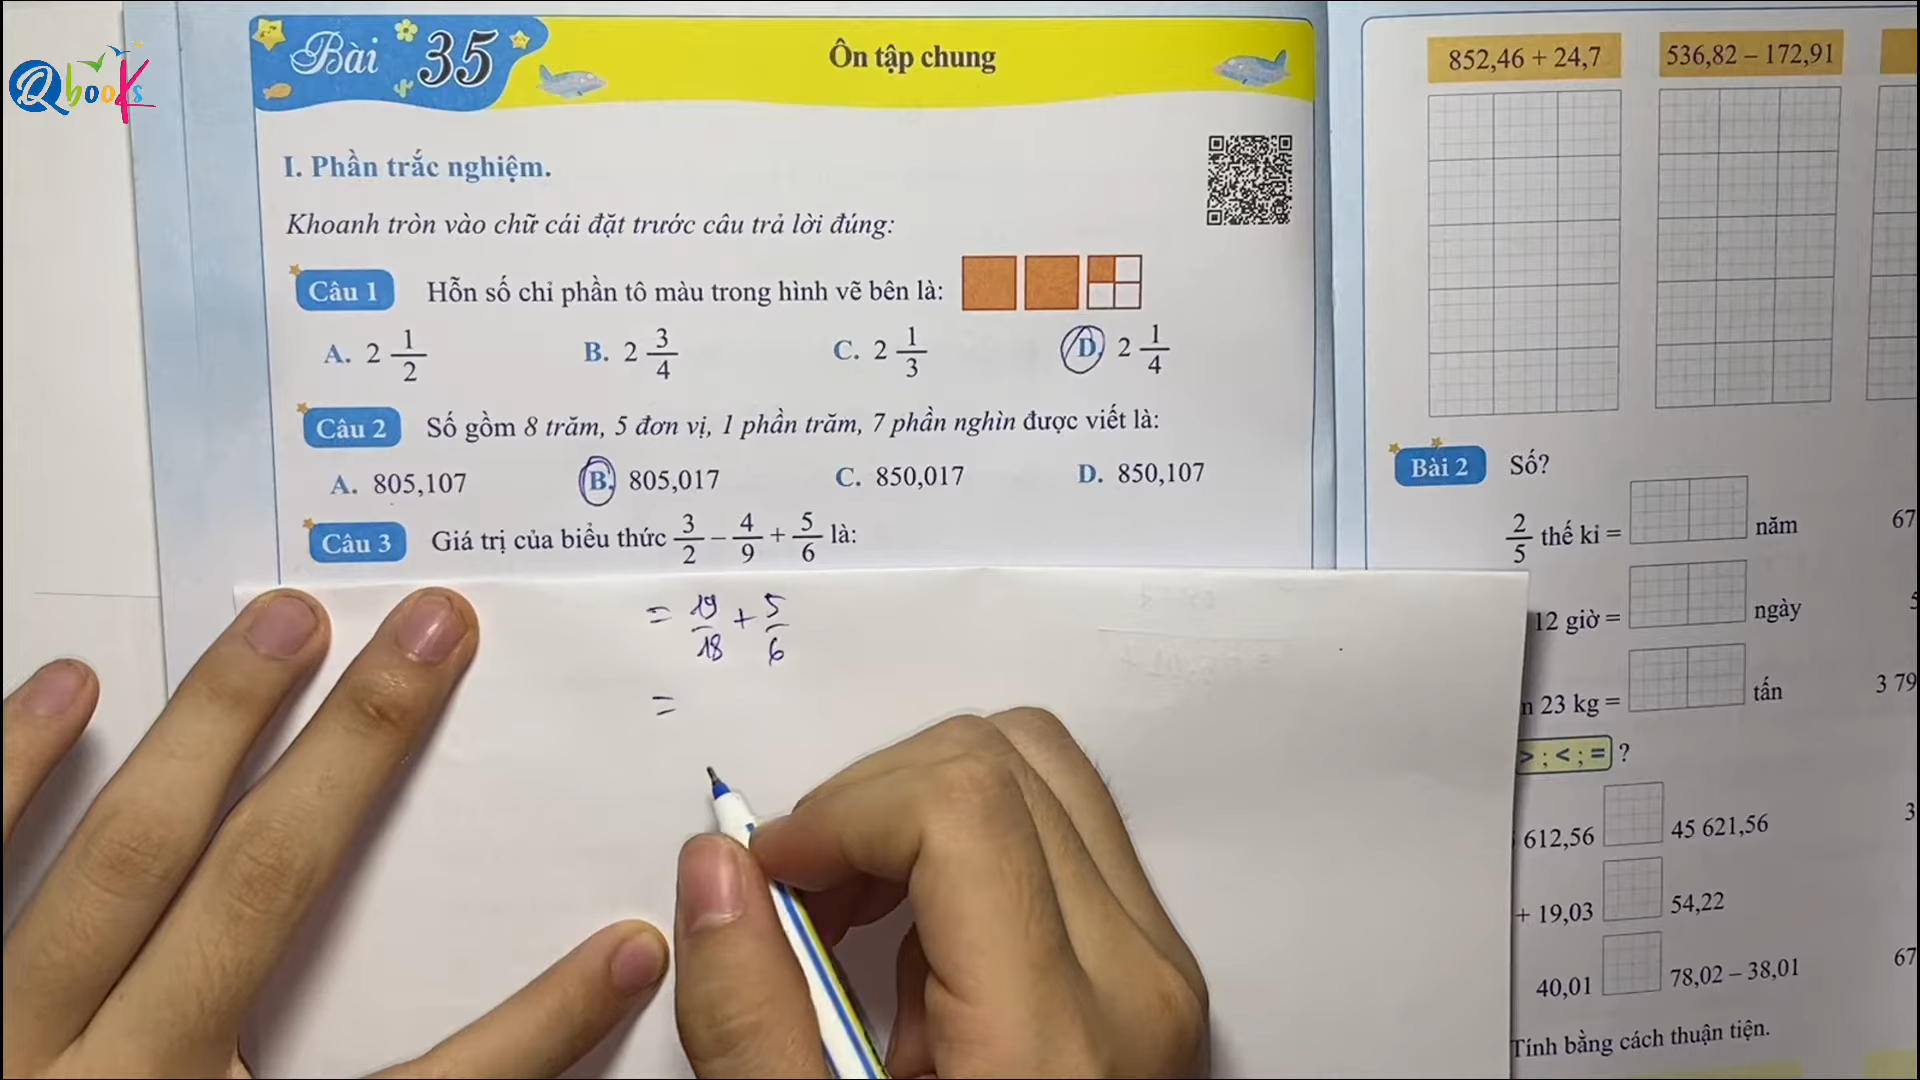 Qbooks
Bài 35
Ôn tập chung
I. Phần trắc nghiệm.
Khoanh tròn vào chữ cái đặt trước câu trả lời đúng:
Câu 1 Hỗn số chỉ phần tô màu trong hình vẽ bên là:
A. 2 1/2 B. 2 3/4 C. 2 1/3 D. 2 1/4
Câu 2 Số gồm 8 trăm, 5 đơn vị, 1 phần trăm, 7 phần nghìn được viết là:
A. 805,107 B. 805,017 C. 850,017 D. 850,107
Câu 3 Giá trị của biểu thức 3/2 – 4/9 + 5/6 là:
= 19/18 + 5/6
=
852,46 + 24,7 536,82 – 172,91
Bài 2 Số?
2/5 thế kỉ = năm 67
12 giờ = ngày
23 kg = tấn 3 79
> ; < ; = ?
612,56 45 621,56 3
+ 19,03 54,22
40,01 78,02 – 38,01 67
Tính bằng cách thuận tiện.